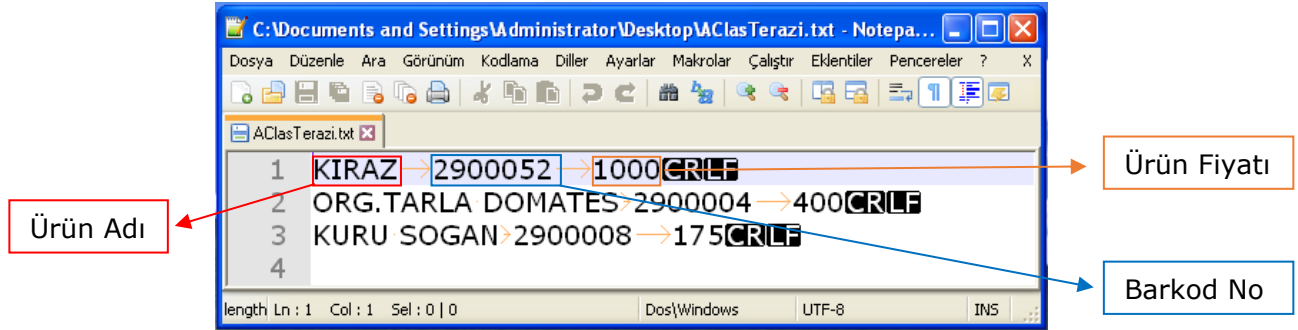 C:\Documents and Settings\Administrator\Desktop\AClasTerazi.txt - Notepa...
Dosya Düzenle Ara Görünüm Kodlama Diller Ayarlar Makrolar Çalıştır Eklentiler Pencereler ? X
AClasTerazi.txt
1 KIRAZ 2900052 1000CRLF
Ürün Fiyatı
2 ORG.TARLA DOMATES 2900004 400CRLF
Ürün Adı
3 KURU SOGAN 2900008 175CRLF
4
Barkod No
length Ln : 1 Col : 1 Sel : 0 | 0 Dos\Windows UTF-8 INS